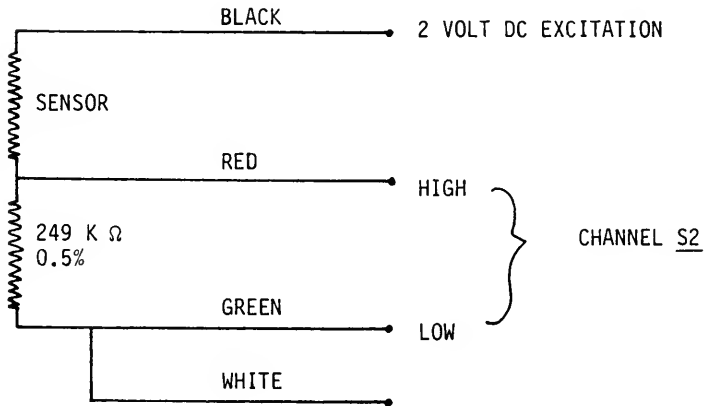 BLACK
2 VOLT DC EXCITATION
SENSOR
RED
HIGH
249 K Ω
0.5%
CHANNEL S2
GREEN
LOW
WHITE